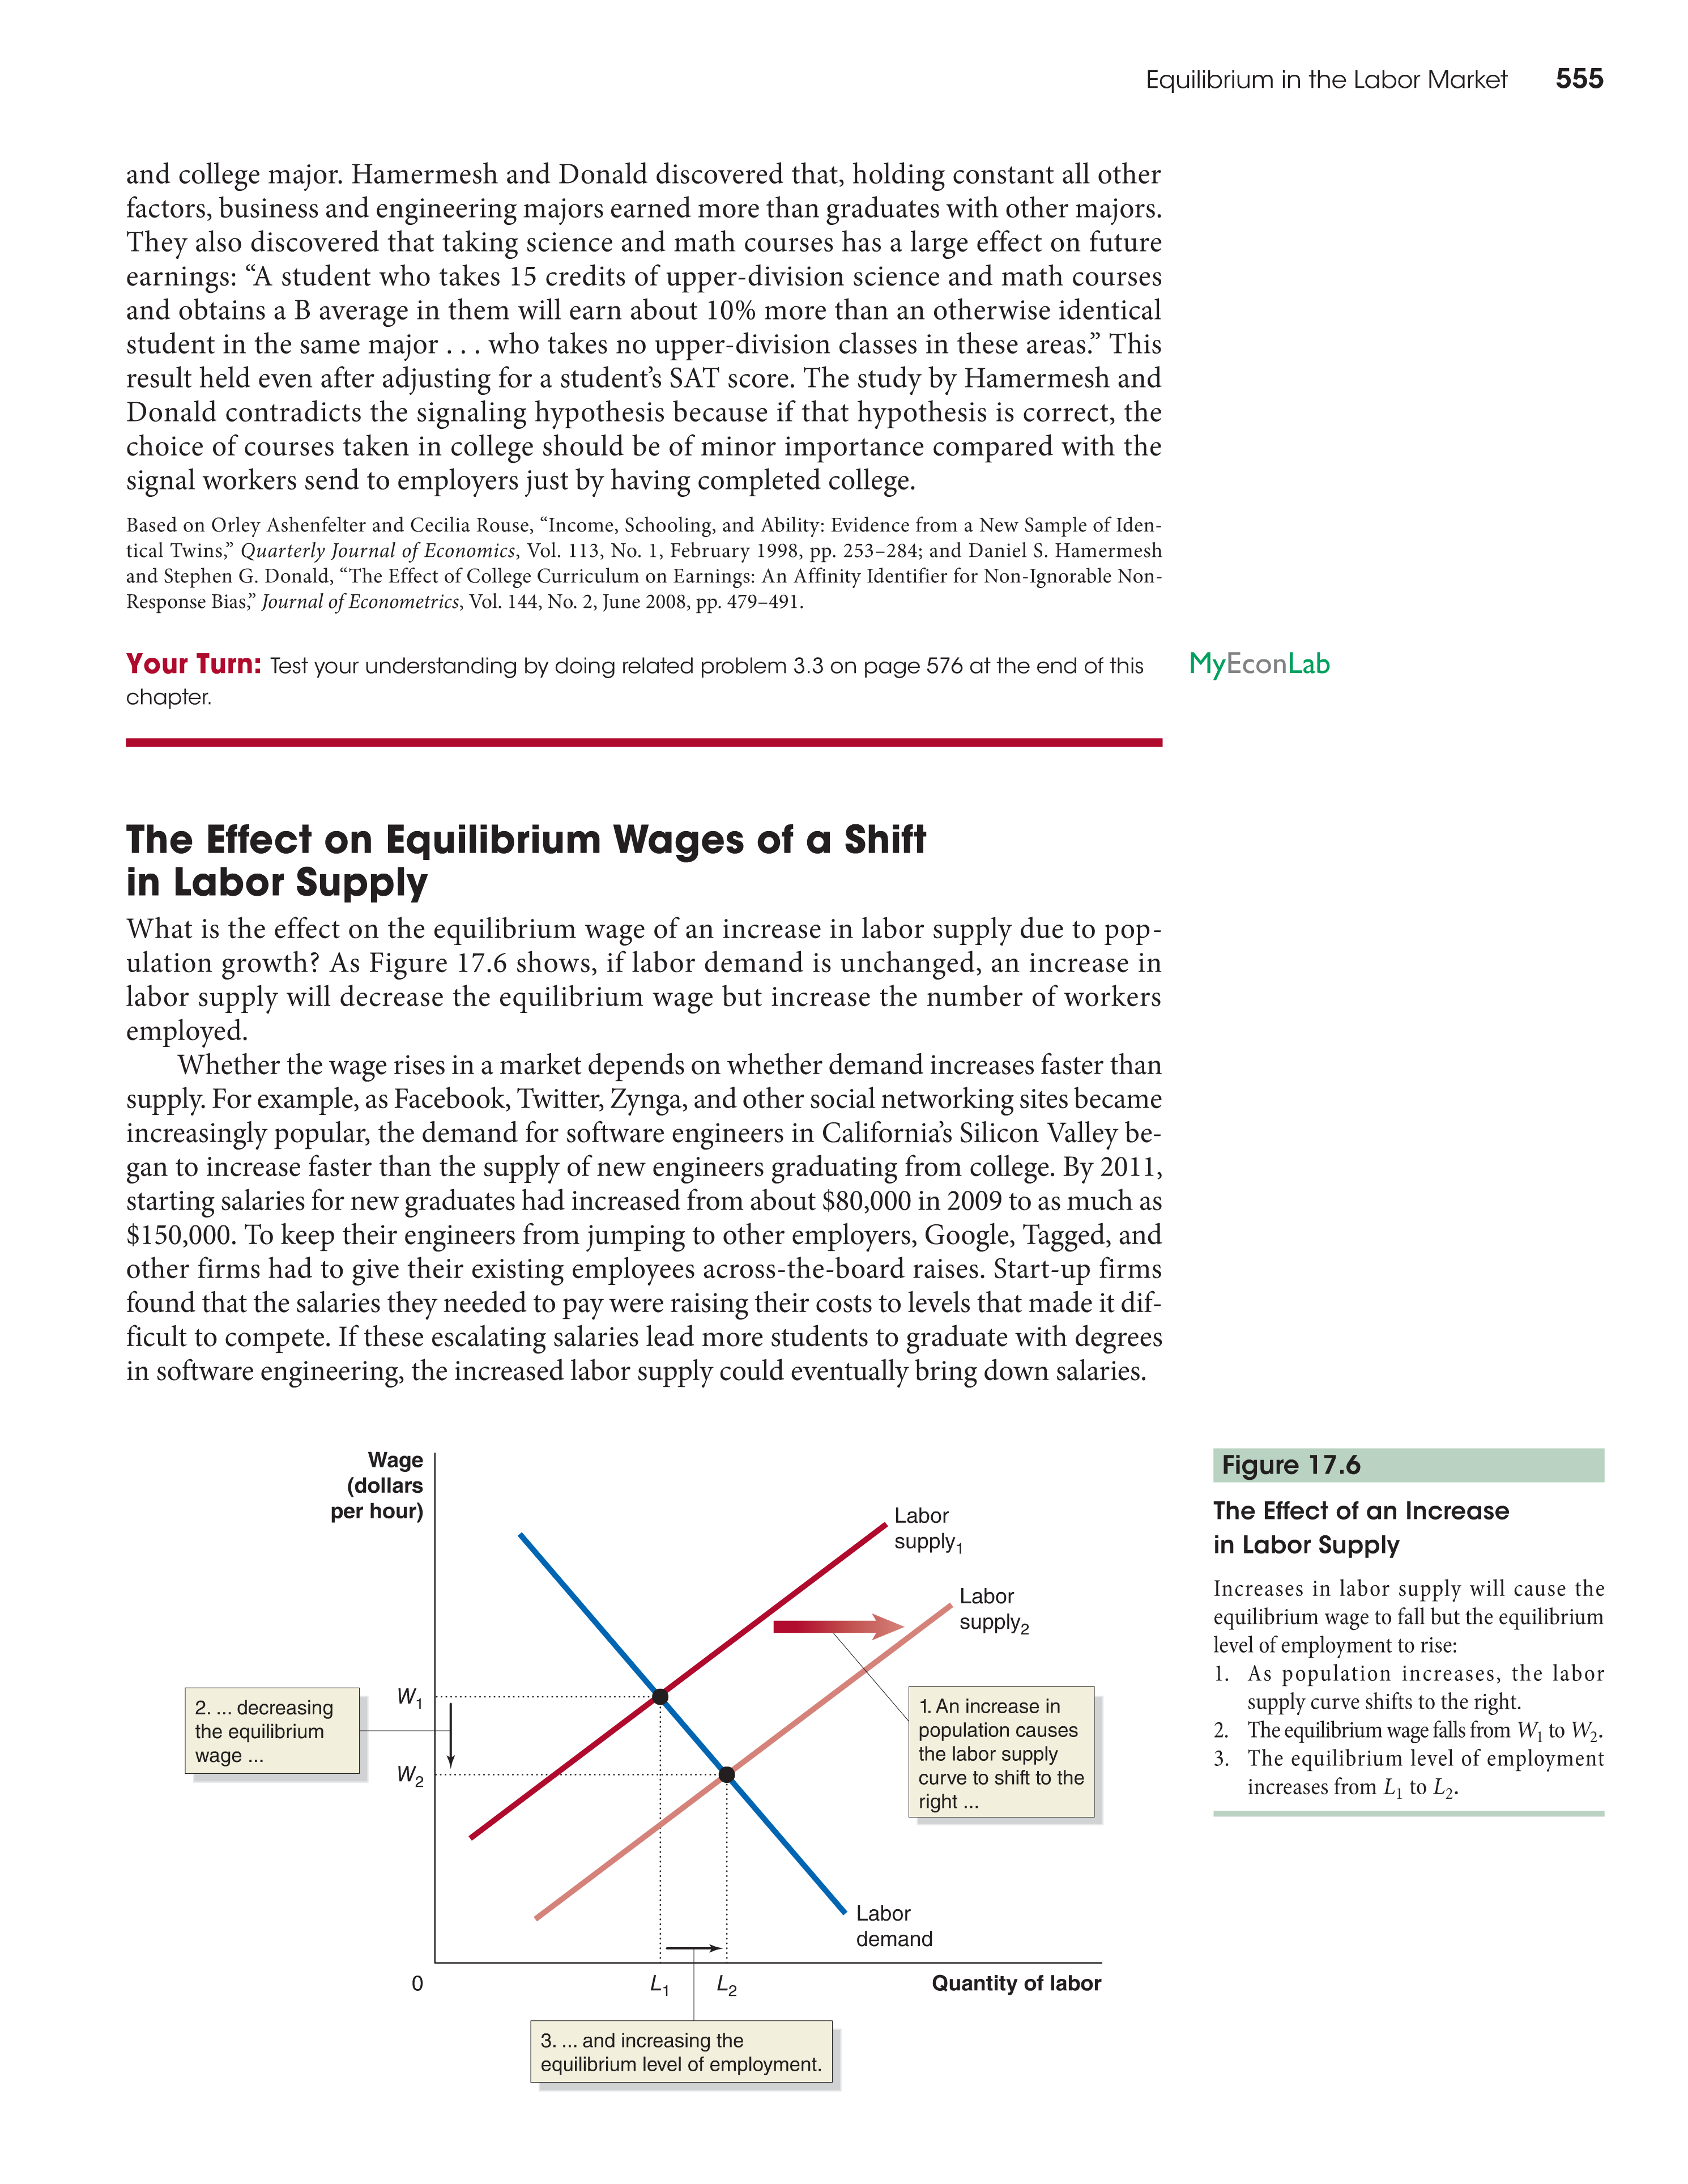 Equilibrium in the Labor Market 555
and college major. Hamermesh and Donald discovered that, holding constant all other
factors, business and engineering majors earned more than graduates with other majors.
They also discovered that taking science and math courses has a large effect on future
earnings: “A student who takes 15 credits of upper-division science and math courses
and obtains a B average in them will earn about 10% more than an otherwise identical
student in the same major . . . who takes no upper-division classes in these areas.” This
result held even after adjusting for a student’s SAT score. The study by Hamermesh and
Donald contradicts the signaling hypothesis because if that hypothesis is correct, the
choice of courses taken in college should be of minor importance compared with the
signal workers send to employers just by having completed college.
Based on Orley Ashenfelter and Cecilia Rouse, “Income, Schooling, and Ability: Evidence from a New Sample of Iden-
tical Twins,” Quarterly Journal of Economics, Vol. 113, No. 1, February 1998, pp. 253–284; and Daniel S. Hamermesh
and Stephen G. Donald, “The Effect of College Curriculum on Earnings: An Affinity Identifier for Non-Ignorable Non-
Response Bias,” Journal of Econometrics, Vol. 144, No. 2, June 2008, pp. 479–491.
Your Turn: Test your understanding by doing related problem 3.3 on page 576 at the end of this
chapter.
MyEconLab
The Effect on Equilibrium Wages of a Shift
in Labor Supply
What is the effect on the equilibrium wage of an increase in labor supply due to pop-
ulation growth? As Figure 17.6 shows, if labor demand is unchanged, an increase in
labor supply will decrease the equilibrium wage but increase the number of workers
employed.
Whether the wage rises in a market depends on whether demand increases faster than
supply. For example, as Facebook, Twitter, Zynga, and other social networking sites became
increasingly popular, the demand for software engineers in California’s Silicon Valley be-
gan to increase faster than the supply of new engineers graduating from college. By 2011,
starting salaries for new graduates had increased from about $80,000 in 2009 to as much as
$150,000. To keep their engineers from jumping to other employers, Google, Tagged, and
other firms had to give their existing employees across-the-board raises. Start-up firms
found that the salaries they needed to pay were raising their costs to levels that made it dif-
ficult to compete. If these escalating salaries lead more students to graduate with degrees
in software engineering, the increased labor supply could eventually bring down salaries.
Wage
(dollars
per hour)
Labor
supply1
Labor
supply2
W1
W2
2. ... decreasing
the equilibrium
wage ...
1. An increase in
population causes
the labor supply
curve to shift to the
right ...
Labor
demand
0
L1
L2
Quantity of labor
3. ... and increasing the
equilibrium level of employment.
Figure 17.6
The Effect of an Increase
in Labor Supply
Increases in labor supply will cause the
equilibrium wage to fall but the equilibrium
level of employment to rise:
1. As population increases, the labor
supply curve shifts to the right.
2. The equilibrium wage falls from W1 to W2.
3. The equilibrium level of employment
increases from L1 to L2.